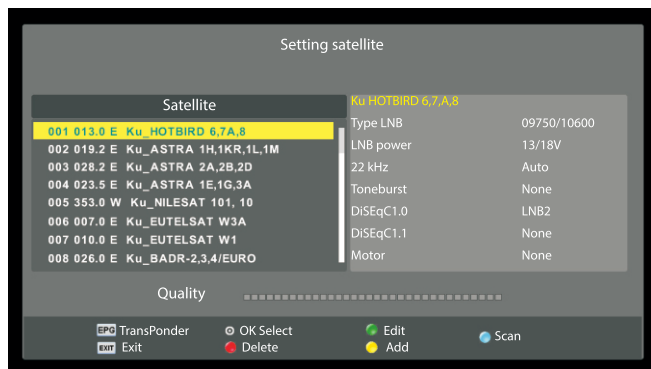 Setting satellite
Satellite
001 013.0 E Ku_HOTBIRD 6,7A,8
002 019.2 E Ku_ASTRA 1H,1KR,1L,1M
003 028.2 E Ku_ASTRA 2A,2B,2D
004 023.5 E Ku_ASTRA 1E,1G,3A
005 353.0 W Ku_NILESAT 101, 10
006 007.0 E Ku_EUTELSAT W3A
007 010.0 E Ku_EUTELSAT W1
008 026.0 E Ku_BADR-2,3,4/EURO
Ku HOTBIRD 6,7,A,8
Type LNB 09750/10600
LNB power 13/18V
22 kHz Auto
Toneburst None
DiSEqC1.0 LNB2
DiSEqC1.1 None
Motor None
Quality
EPG TransPonder OK Select Edit Scan
EXIT Exit Delete Add